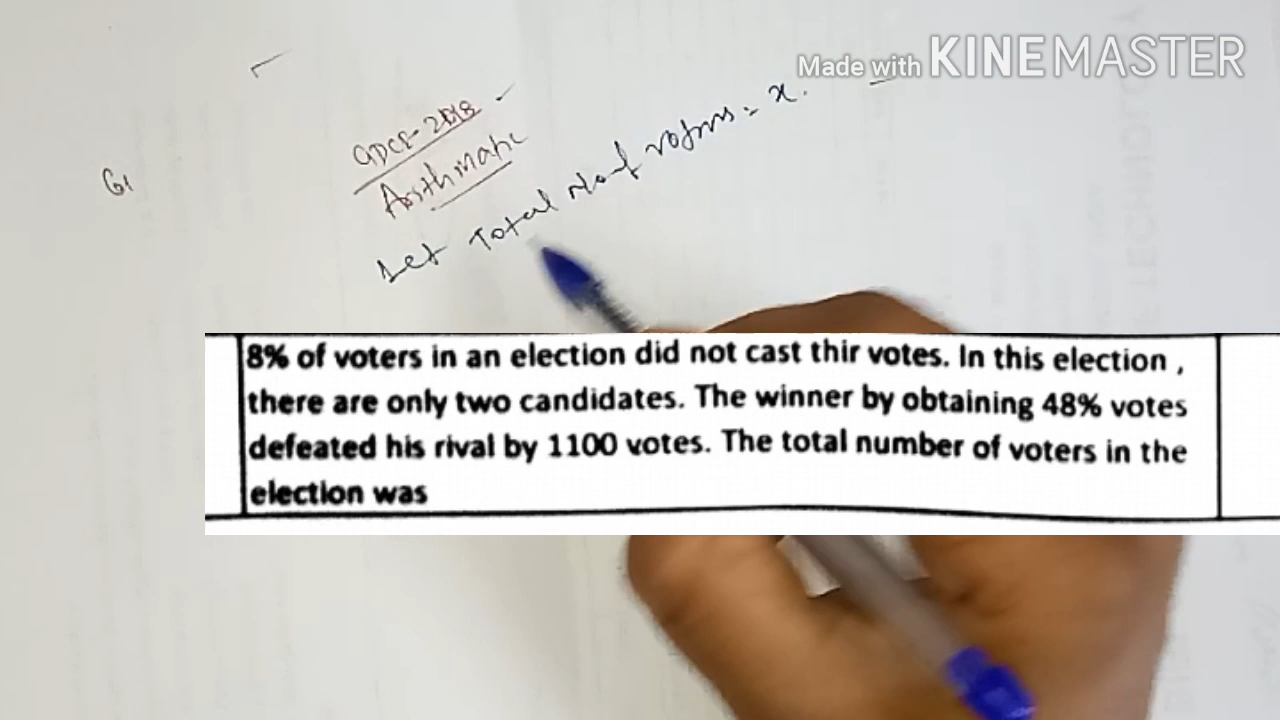 Made with KINEMASTER
GDCE-2018
Arithmatic
Let Total No of voters = x.
8% of voters in an election did not cast thir votes. In this election ,
there are only two candidates. The winner by obtaining 48% votes
defeated his rival by 1100 votes. The total number of voters in the
election was